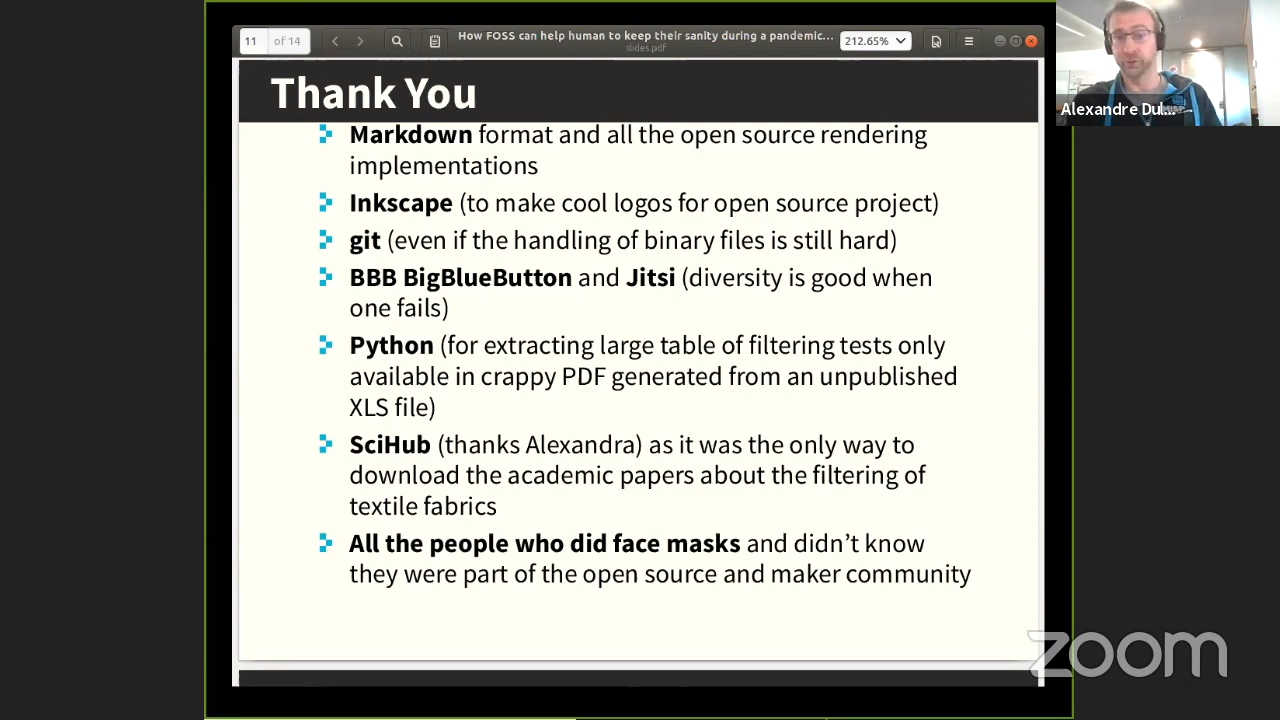 11 of 14
How FOSS can help human to keep their sanity during a pandemic...
slides.pdf
212.65%
Thank You
Markdown format and all the open source rendering
implementations
Inkscape (to make cool logos for open source project)
git (even if the handling of binary files is still hard)
BBB BigBlueButton and Jitsi (diversity is good when
one fails)
Python (for extracting large table of filtering tests only
available in crappy PDF generated from an unpublished
XLS file)
SciHub (thanks Alexandra) as it was the only way to
download the academic papers about the filtering of
textile fabrics
All the people who did face masks and didn’t know
they were part of the open source and maker community
Alexandre Dul...
MISP
zoom